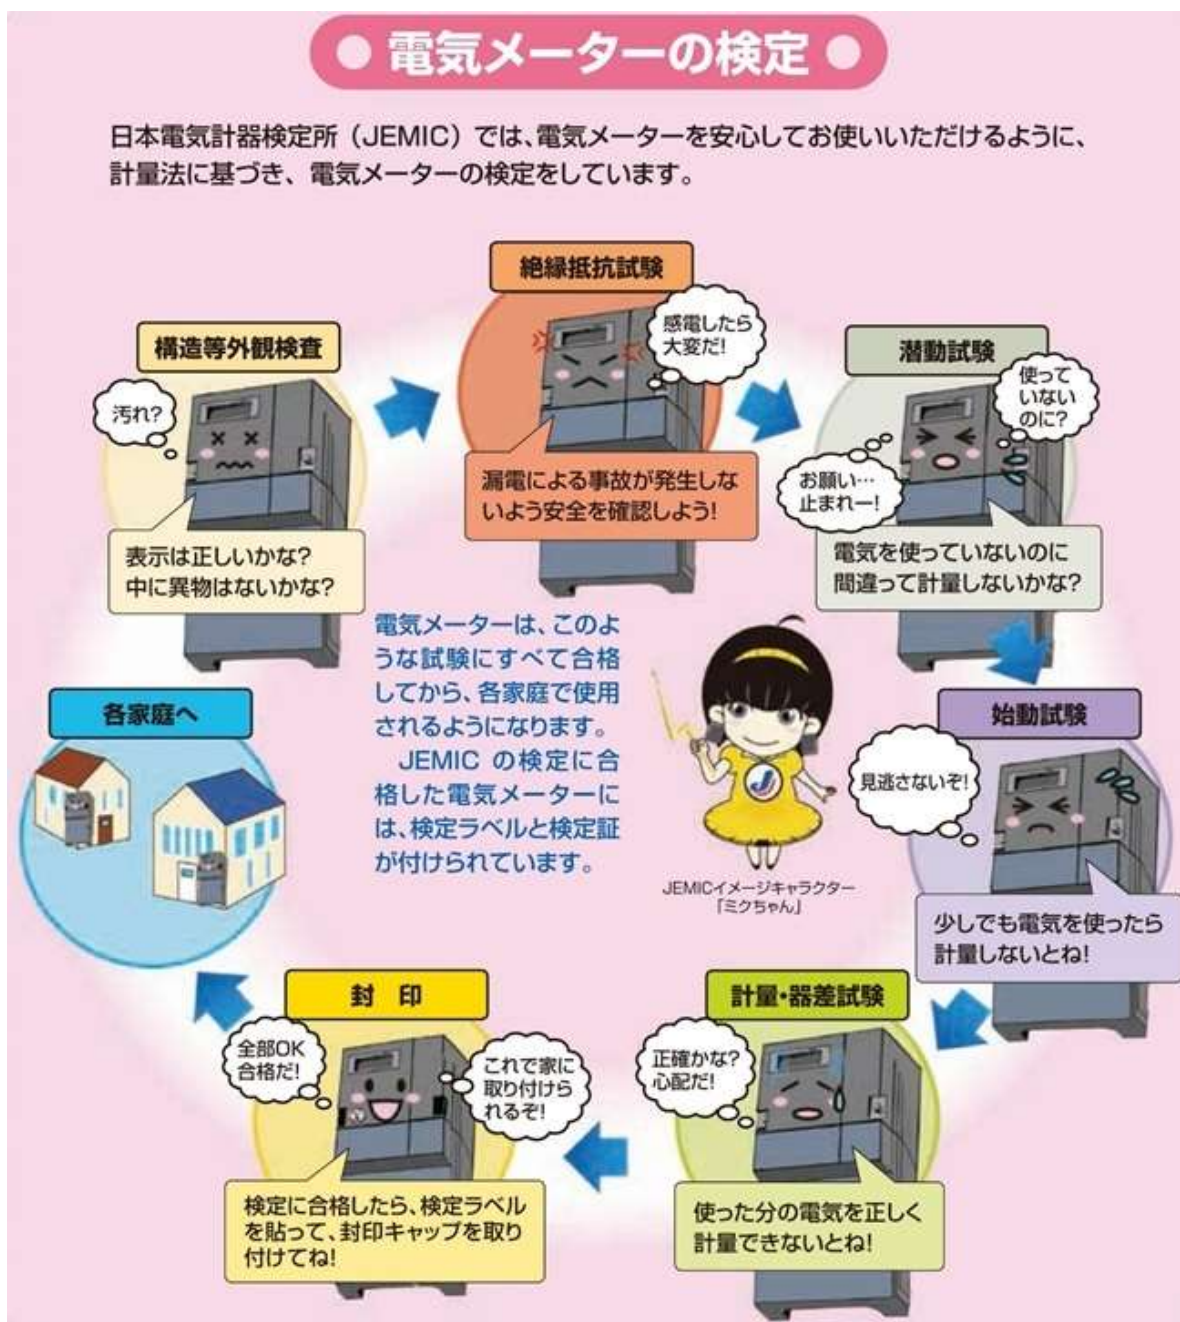 電気メーターの検定
日本電気計器検定所（JEMIC）では、電気メーターを安心してお使いいただけるように、
計量法に基づき、電気メーターの検定をしています。
構造等外観検査
汚れ?
表示は正しいかな?
中に異物はないかな?
絶縁抵抗試験
感電したら
大変だ!
漏電による事故が発生しな
いよう安全を確認しよう!
潜動試験
使って
いない
のに?
お願い…
止まれー!
電気を使っていないのに
間違って計量しないかな?
始動試験
見逃さないぞ!
少しでも電気を使ったら
計量しないとね!
計量・器差試験
正確かな?
心配だ!
使った分の電気を正しく
計量できないとね!
封 印
全部OK
合格だ!
これで家に
取り付けら
れるぞ!
検定に合格したら、検定ラベル
を貼って、封印キャップを取り
付けてね!
各家庭へ
電気メーターは、このよ
うな試験にすべて合格
してから、各家庭で使用
されるようになります。
JEMIC の検定に合
格した電気メーターに
は、検定ラベルと検定証
が付けられています。
J
JEMICイメージキャラクター
「ミクちゃん」